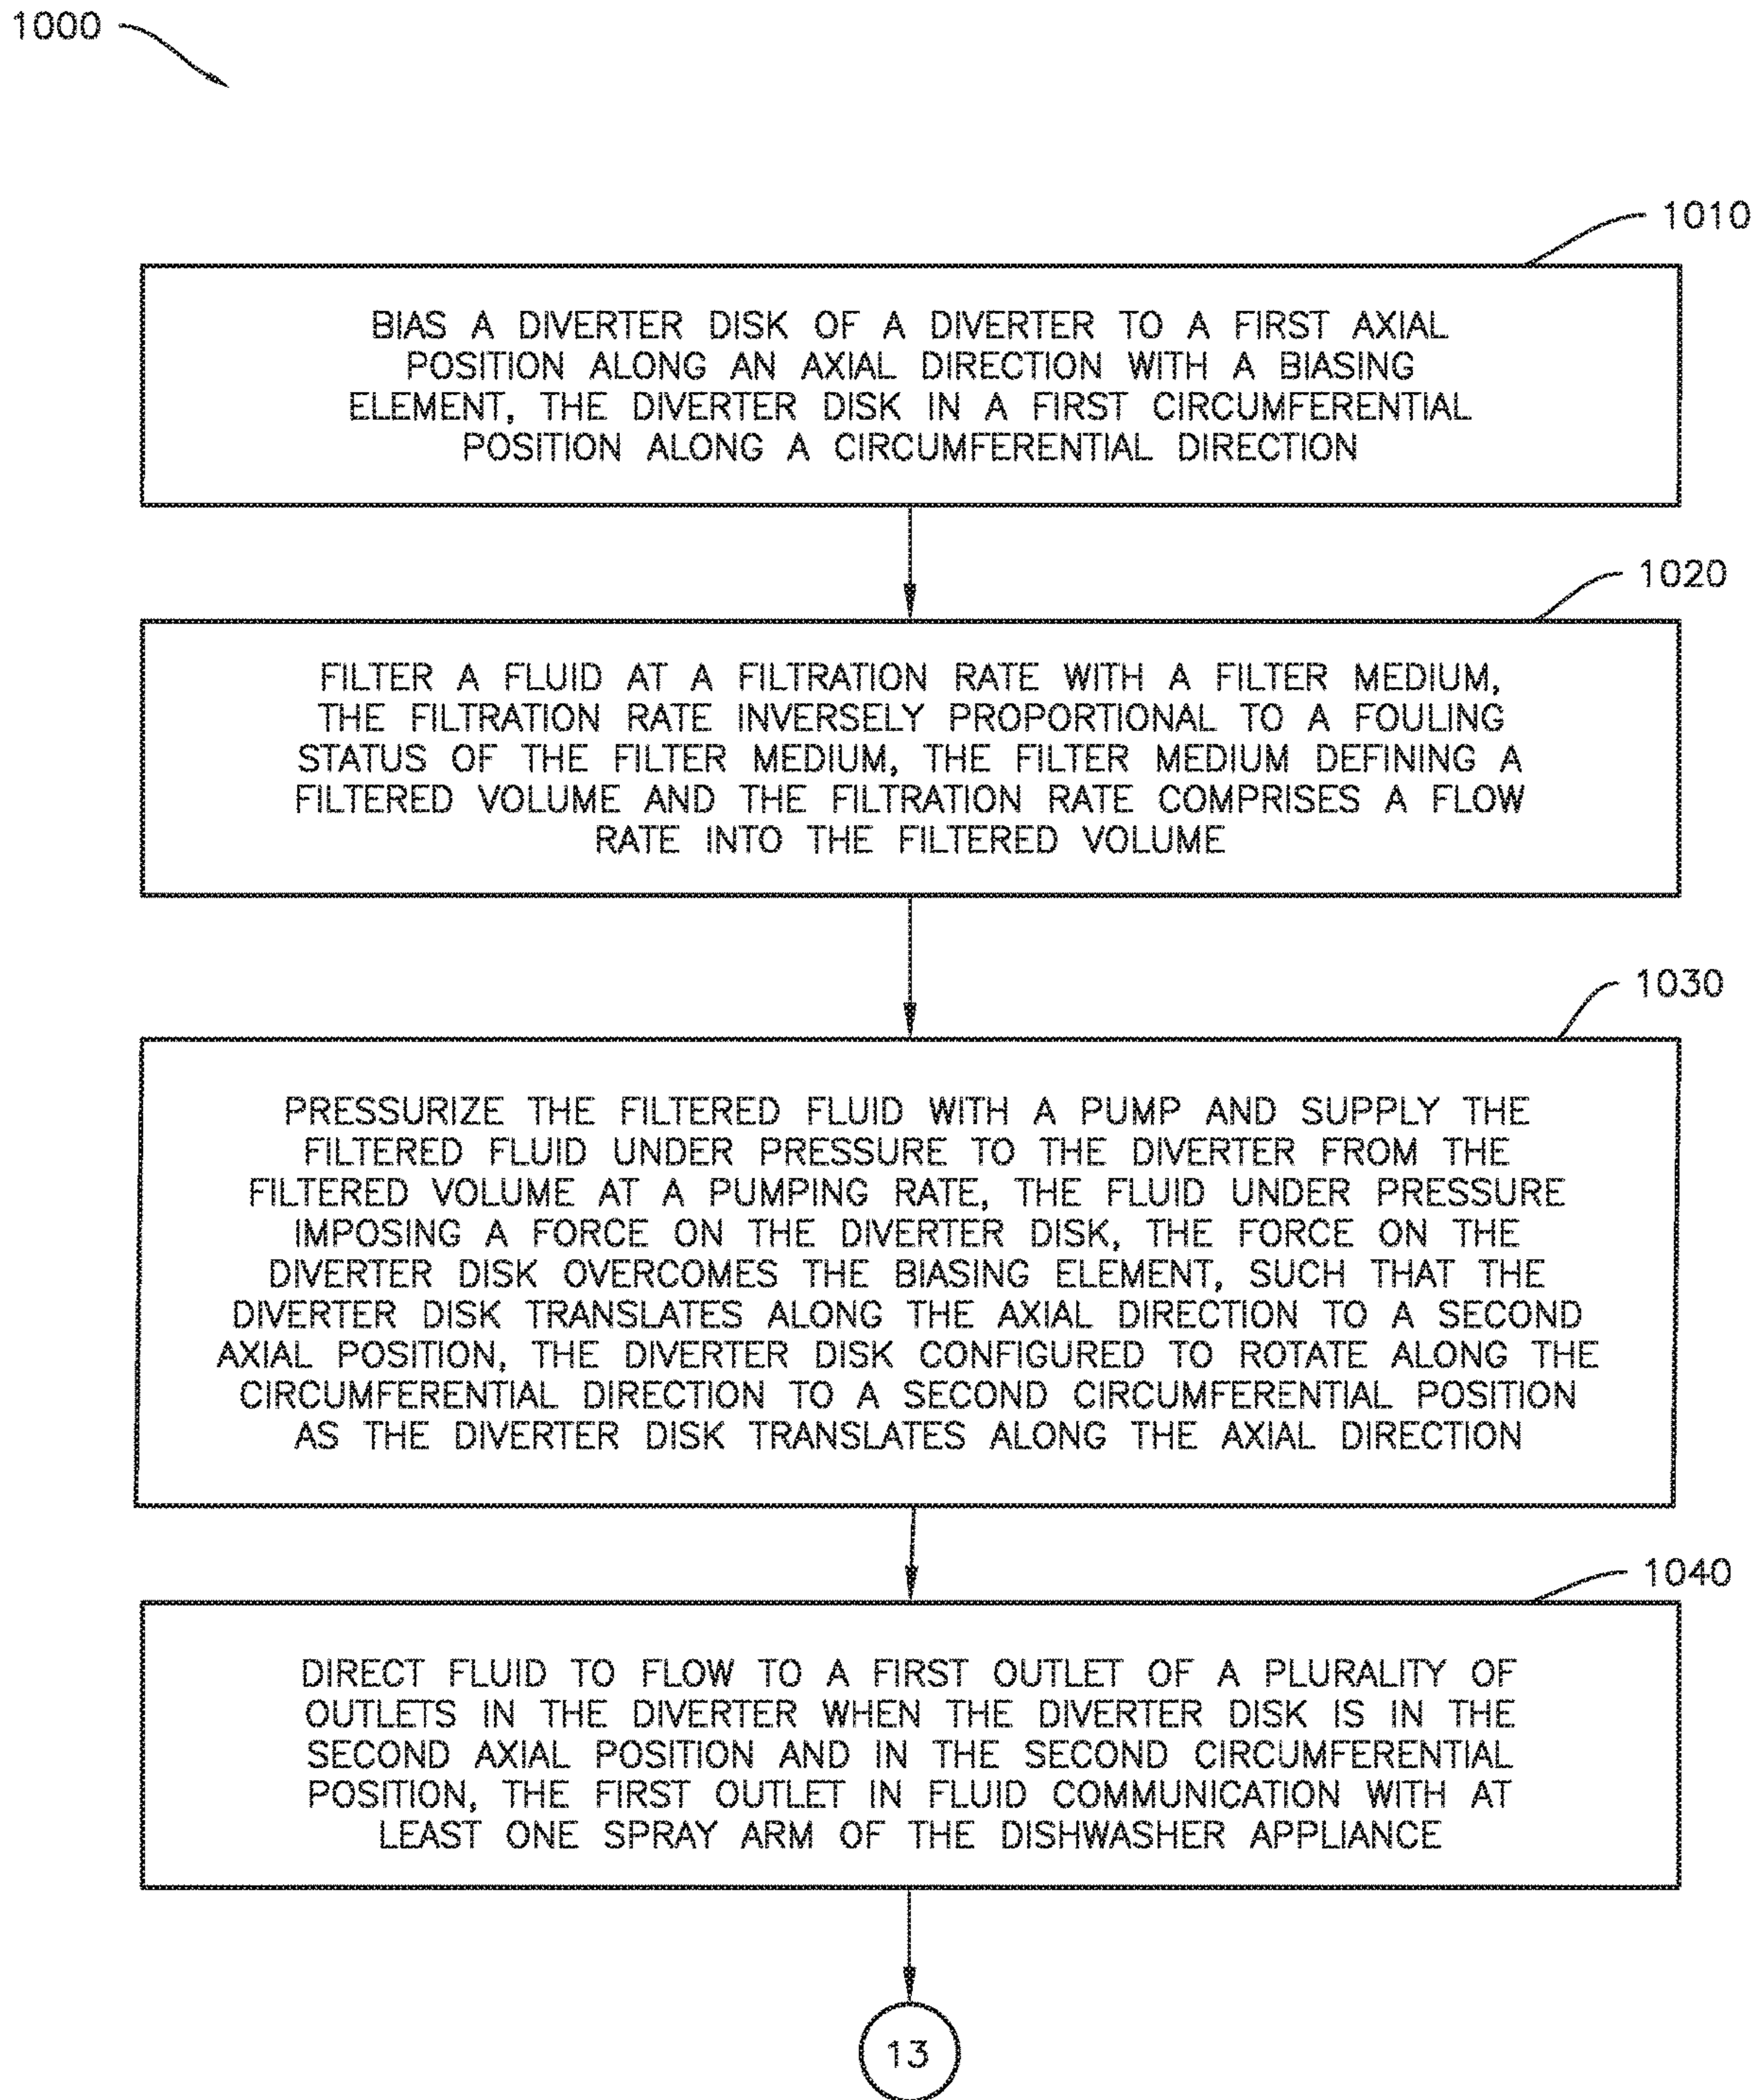 1000
1010
BIAS A DIVERTER DISK OF A DIVERTER TO A FIRST AXIAL
POSITION ALONG AN AXIAL DIRECTION WITH A BIASING
ELEMENT, THE DIVERTER DISK IN A FIRST CIRCUMFERENTIAL
POSITION ALONG A CIRCUMFERENTIAL DIRECTION
1020
FILTER A FLUID AT A FILTRATION RATE WITH A FILTER MEDIUM,
THE FILTRATION RATE INVERSELY PROPORTIONAL TO A FOULING
STATUS OF THE FILTER MEDIUM, THE FILTER MEDIUM DEFINING A
FILTERED VOLUME AND THE FILTRATION RATE COMPRISES A FLOW
RATE INTO THE FILTERED VOLUME
1030
PRESSURIZE THE FILTERED FLUID WITH A PUMP AND SUPPLY THE
FILTERED FLUID UNDER PRESSURE TO THE DIVERTER FROM THE
FILTERED VOLUME AT A PUMPING RATE, THE FLUID UNDER PRESSURE
IMPOSING A FORCE ON THE DIVERTER DISK, THE FORCE ON THE
DIVERTER DISK OVERCOMES THE BIASING ELEMENT, SUCH THAT THE
DIVERTER DISK TRANSLATES ALONG THE AXIAL DIRECTION TO A SECOND
AXIAL POSITION, THE DIVERTER DISK CONFIGURED TO ROTATE ALONG THE
CIRCUMFERENTIAL DIRECTION TO A SECOND CIRCUMFERENTIAL POSITION
AS THE DIVERTER DISK TRANSLATES ALONG THE AXIAL DIRECTION
1040
DIRECT FLUID TO FLOW TO A FIRST OUTLET OF A PLURALITY OF
OUTLETS IN THE DIVERTER WHEN THE DIVERTER DISK IS IN THE
SECOND AXIAL POSITION AND IN THE SECOND CIRCUMFERENTIAL
POSITION, THE FIRST OUTLET IN FLUID COMMUNICATION WITH AT
LEAST ONE SPRAY ARM OF THE DISHWASHER APPLIANCE
13